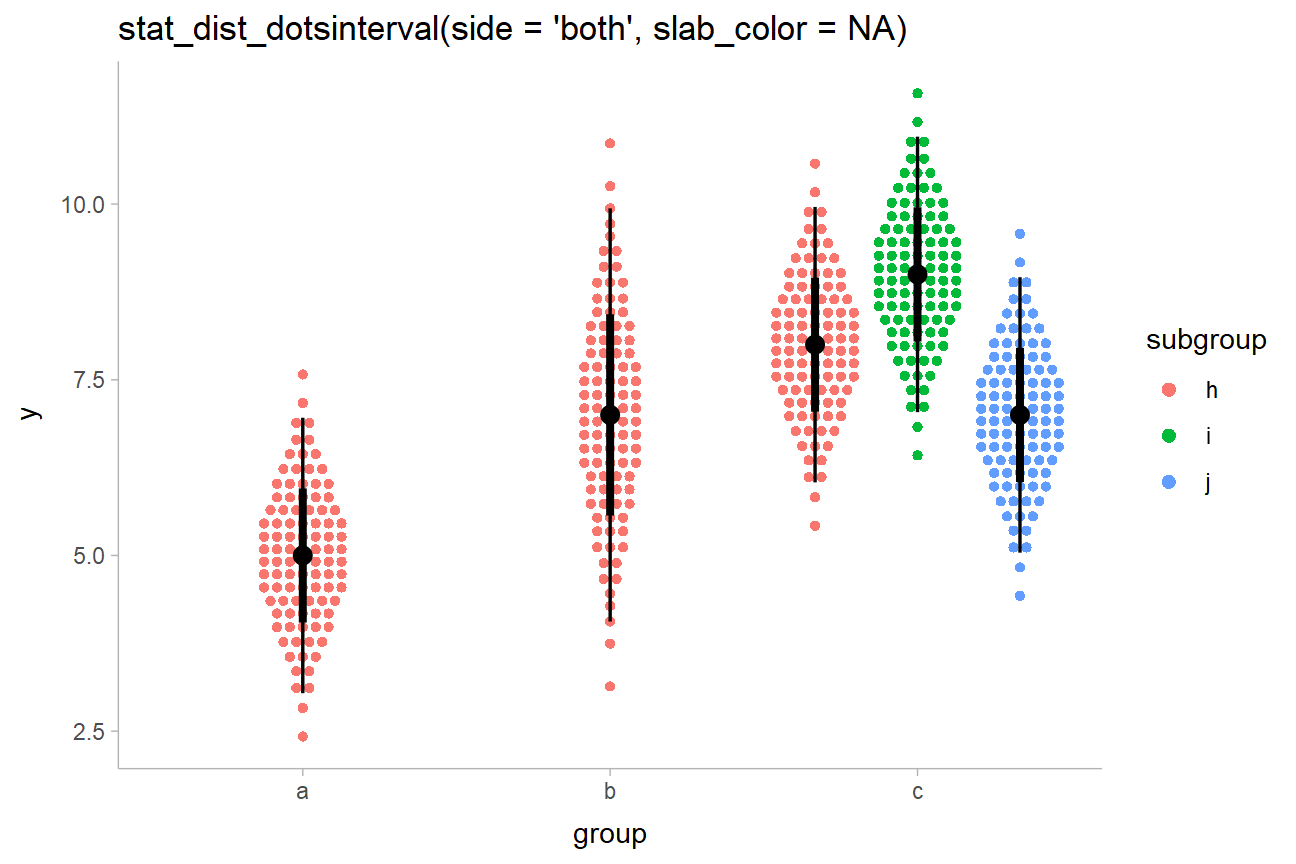 stat_dist_dotsinterval(side = 'both', slab_color = NA)
10.0
7.5
5.0
2.5
y
a
b
c
group
subgroup
h
i
j